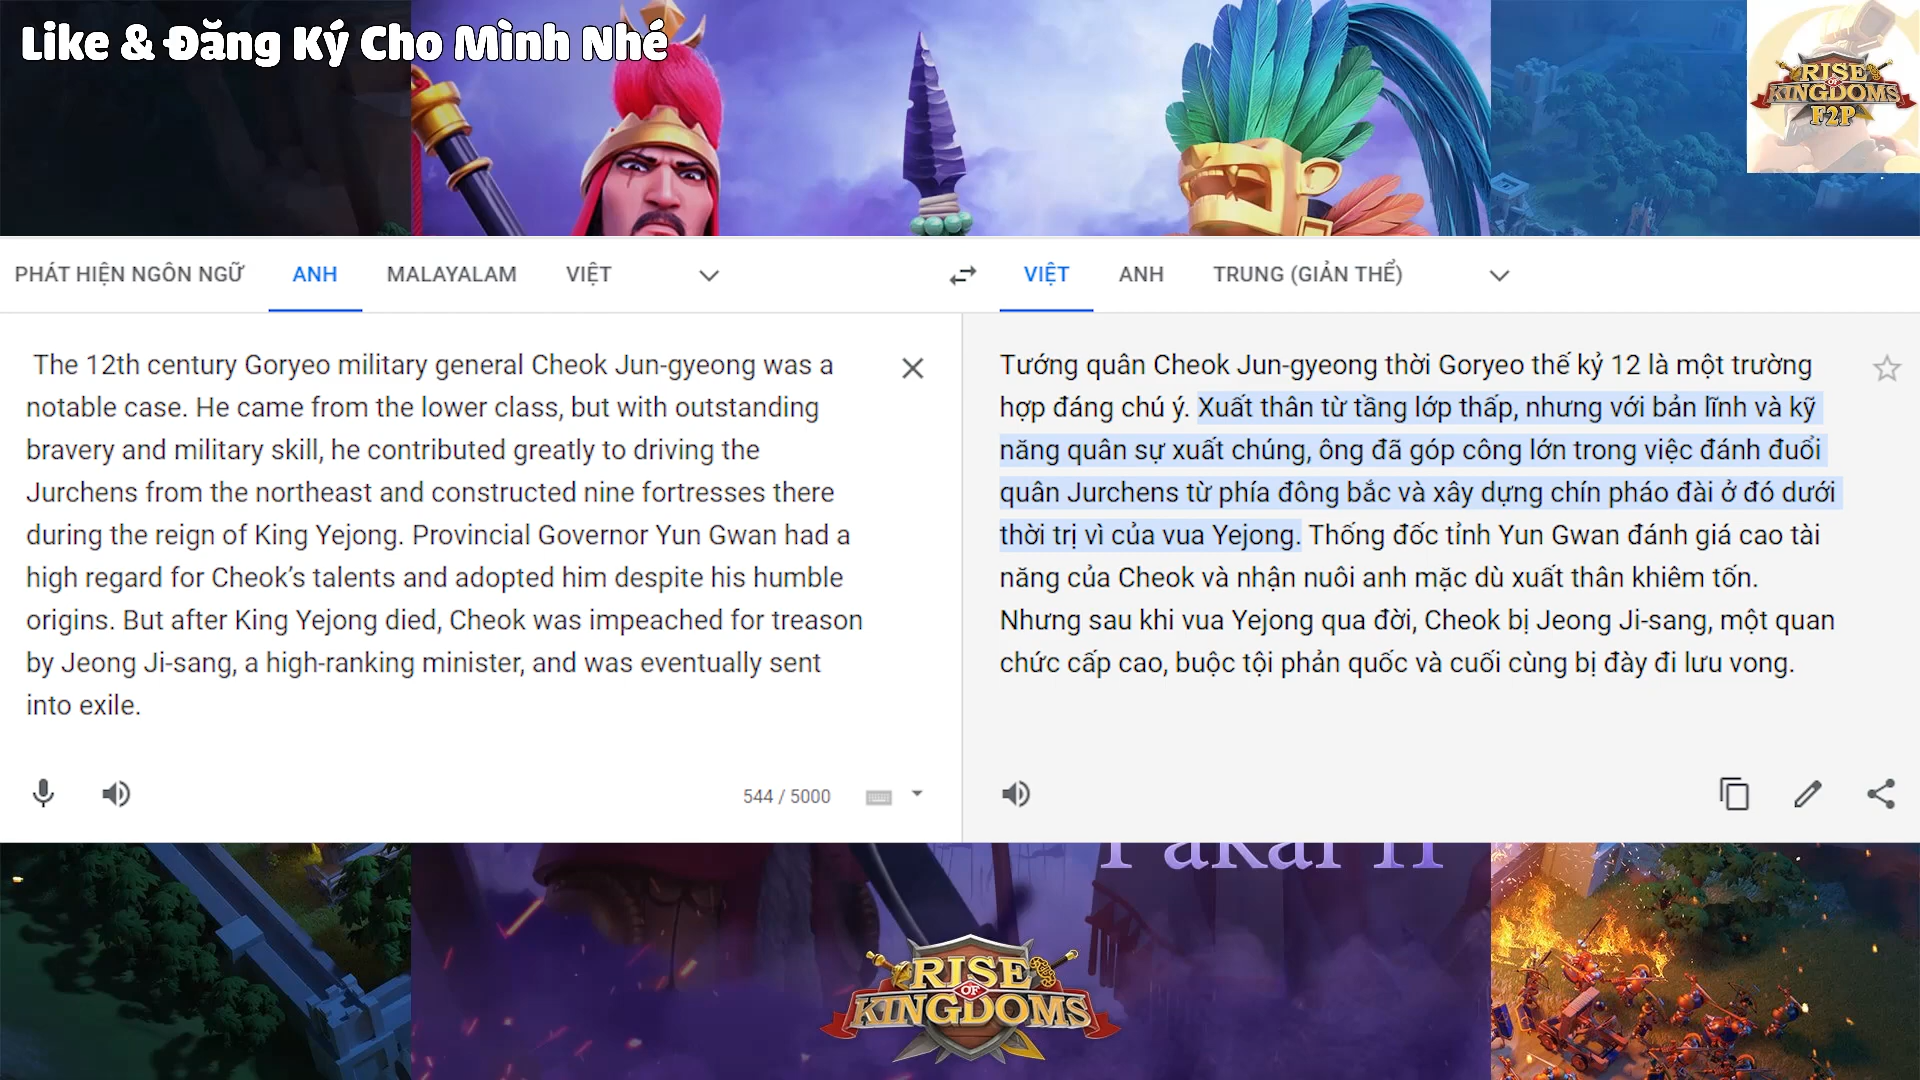 Like & Đăng Ký Cho Mình Nhé
RISE
OF
KINGDOMS
F2P
PHÁT HIỆN NGÔN NGỮ
ANH
MALAYALAM
VIỆT
VIỆT
ANH
TRUNG (GIẢN THỂ)
The 12th century Goryeo military general Cheok Jun-gyeong was a
notable case. He came from the lower class, but with outstanding
bravery and military skill, he contributed greatly to driving the
Jurchens from the northeast and constructed nine fortresses there
during the reign of King Yejong. Provincial Governor Yun Gwan had a
high regard for Cheok’s talents and adopted him despite his humble
origins. But after King Yejong died, Cheok was impeached for treason
by Jeong Ji-sang, a high-ranking minister, and was eventually sent
into exile.
544 / 5000
Tướng quân Cheok Jun-gyeong thời Goryeo thế kỷ 12 là một trường
hợp đáng chú ý. Xuất thân từ tầng lớp thấp, nhưng với bản lĩnh và kỹ
năng quân sự xuất chúng, ông đã góp công lớn trong việc đánh đuổi
quân Jurchens từ phía đông bắc và xây dựng chín pháo đài ở đó dưới
thời trị vì của vua Yejong. Thống đốc tỉnh Yun Gwan đánh giá cao tài
năng của Cheok và nhận nuôi anh mặc dù xuất thân khiêm tốn.
Nhưng sau khi vua Yejong qua đời, Cheok bị Jeong Ji-sang, một quan
chức cấp cao, buộc tội phản quốc và cuối cùng bị đày đi lưu vong.
RISE
OF
KINGDOMS